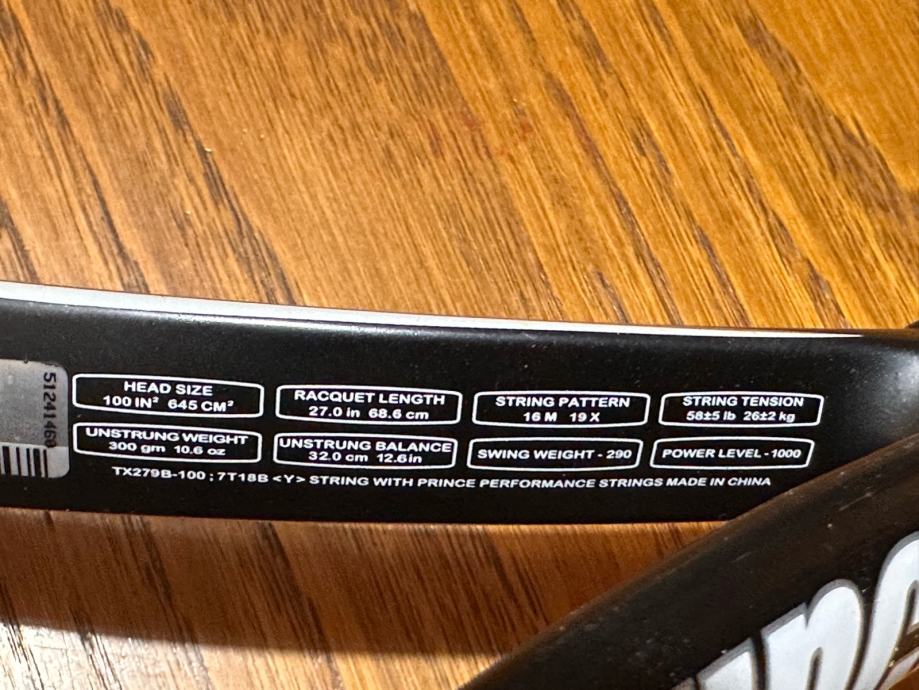 HEAD SIZE
100 IN² 645 CM²
RACQUET LENGTH
27.0 in 68.6 cm
STRING PATTERN
16 M 19 X
STRING TENSION
58±5 lb 26±2 kg
UNSTRUNG WEIGHT
300 gm 10.6 oz
UNSTRUNG BALANCE
32.0 cm 12.6in
SWING WEIGHT - 290
POWER LEVEL - 1000
TX279B-100 ; 7T18B <Y> STRING WITH PRINCE PERFORMANCE STRINGS MADE IN CHINA